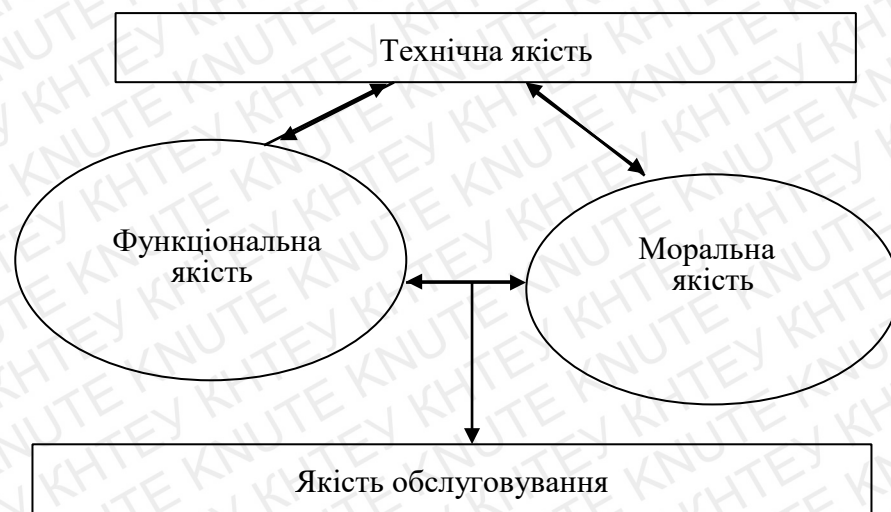 Технічна якість
Функціональна
якість
Моральна
якість
Якість обслуговування